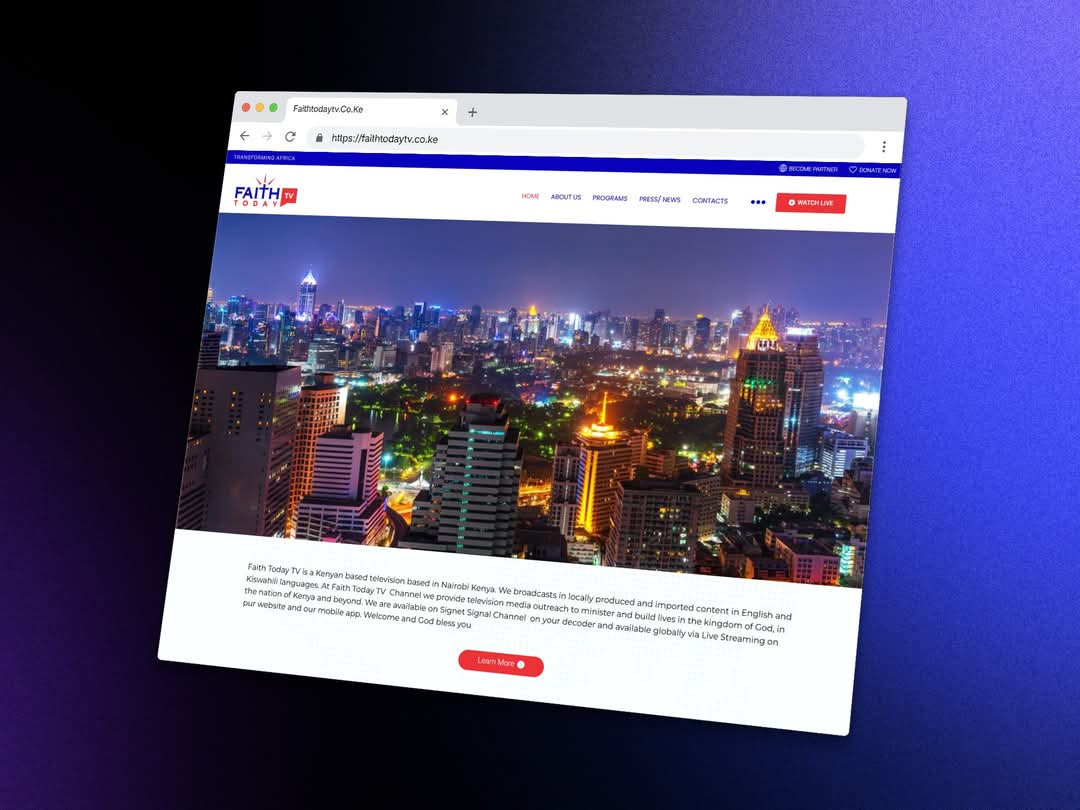 Faithtodaytv.Co.Ke
https://faithtodaytv.co.ke
TRANSFORMING AFRICA
BECOME PARTNER
DONATE NOW
FAITH
TODAY
TV
HOME
ABOUT US
PROGRAMS
PRESS/ NEWS
CONTACTS
WATCH LIVE
Faith Today TV is a Kenyan based television based in Nairobi Kenya. We broadcasts in locally produced and imported content in English and
Kiswahili languages. At Faith Today TV Channel we provide television media outreach to minister and build lives in the kingdom of God, in
the nation of Kenya and beyond. We are available on Signet Signal Channel on your decoder and available globally via Live Streaming on
pur website and our mobile app. Welcome and God bless you
Learn More